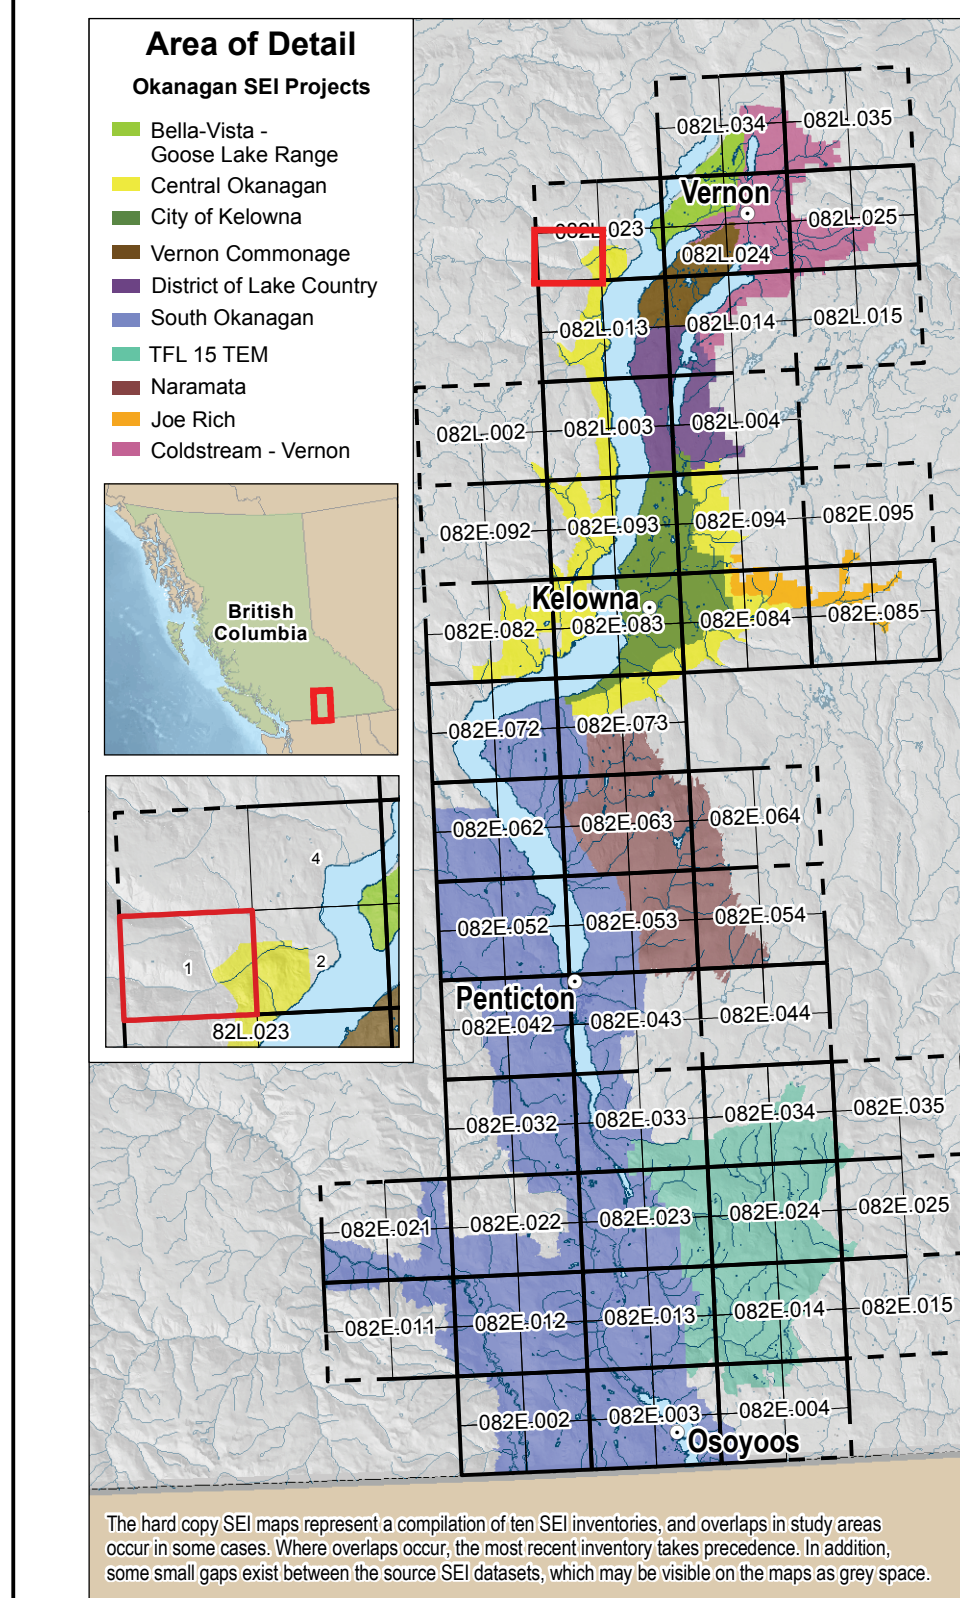 Area of Detail
Okanagan SEI Projects
Bella-Vista -
Goose Lake Range
Central Okanagan
City of Kelowna
Vernon Commonage
District of Lake Country
South Okanagan
TFL 15 TEM
Naramata
Joe Rich
Coldstream - Vernon
British
Columbia
4
1
2
82L.023
082L.034
082L.035
Vernon
082L.023
082L.025
082L.024
082L.013
082L.014
082L.015
082L.002
082L.003
082L.004
082E.092
082E.093
082E.094
082E.095
Kelowna
082E.082
082E.083
082E.084
082E.085
082E.072
082E.073
082E.062
082E.063
082E.064
082E.052
082E.053
082E.054
Penticton
082E.042
082E.043
082E.044
082E.032
082E.033
082E.034
082E.035
082E.021
082E.022
082E.023
082E.024
082E.025
082E.011
082E.012
082E.013
082E.014
082E.015
082E.002
082E.003
082E.004
Osoyoos
The hard copy SEI maps represent a compilation of ten SEI inventories, and overlaps in study areas
occur in some cases. Where overlaps occur, the most recent inventory takes precedence. In addition,
some small gaps exist between the source SEI datasets, which may be visible on the maps as grey space.